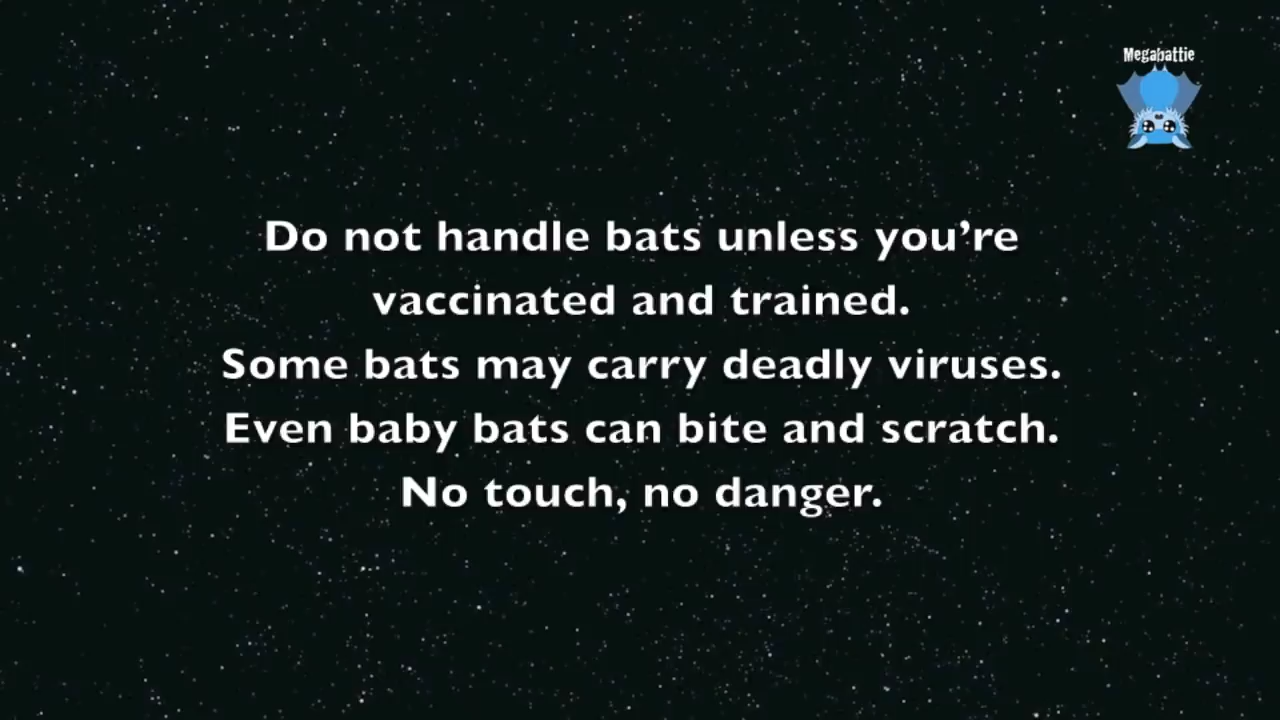 Megabattie
Do not handle bats unless you’re
vaccinated and trained.
Some bats may carry deadly viruses.
Even baby bats can bite and scratch.
No touch, no danger.